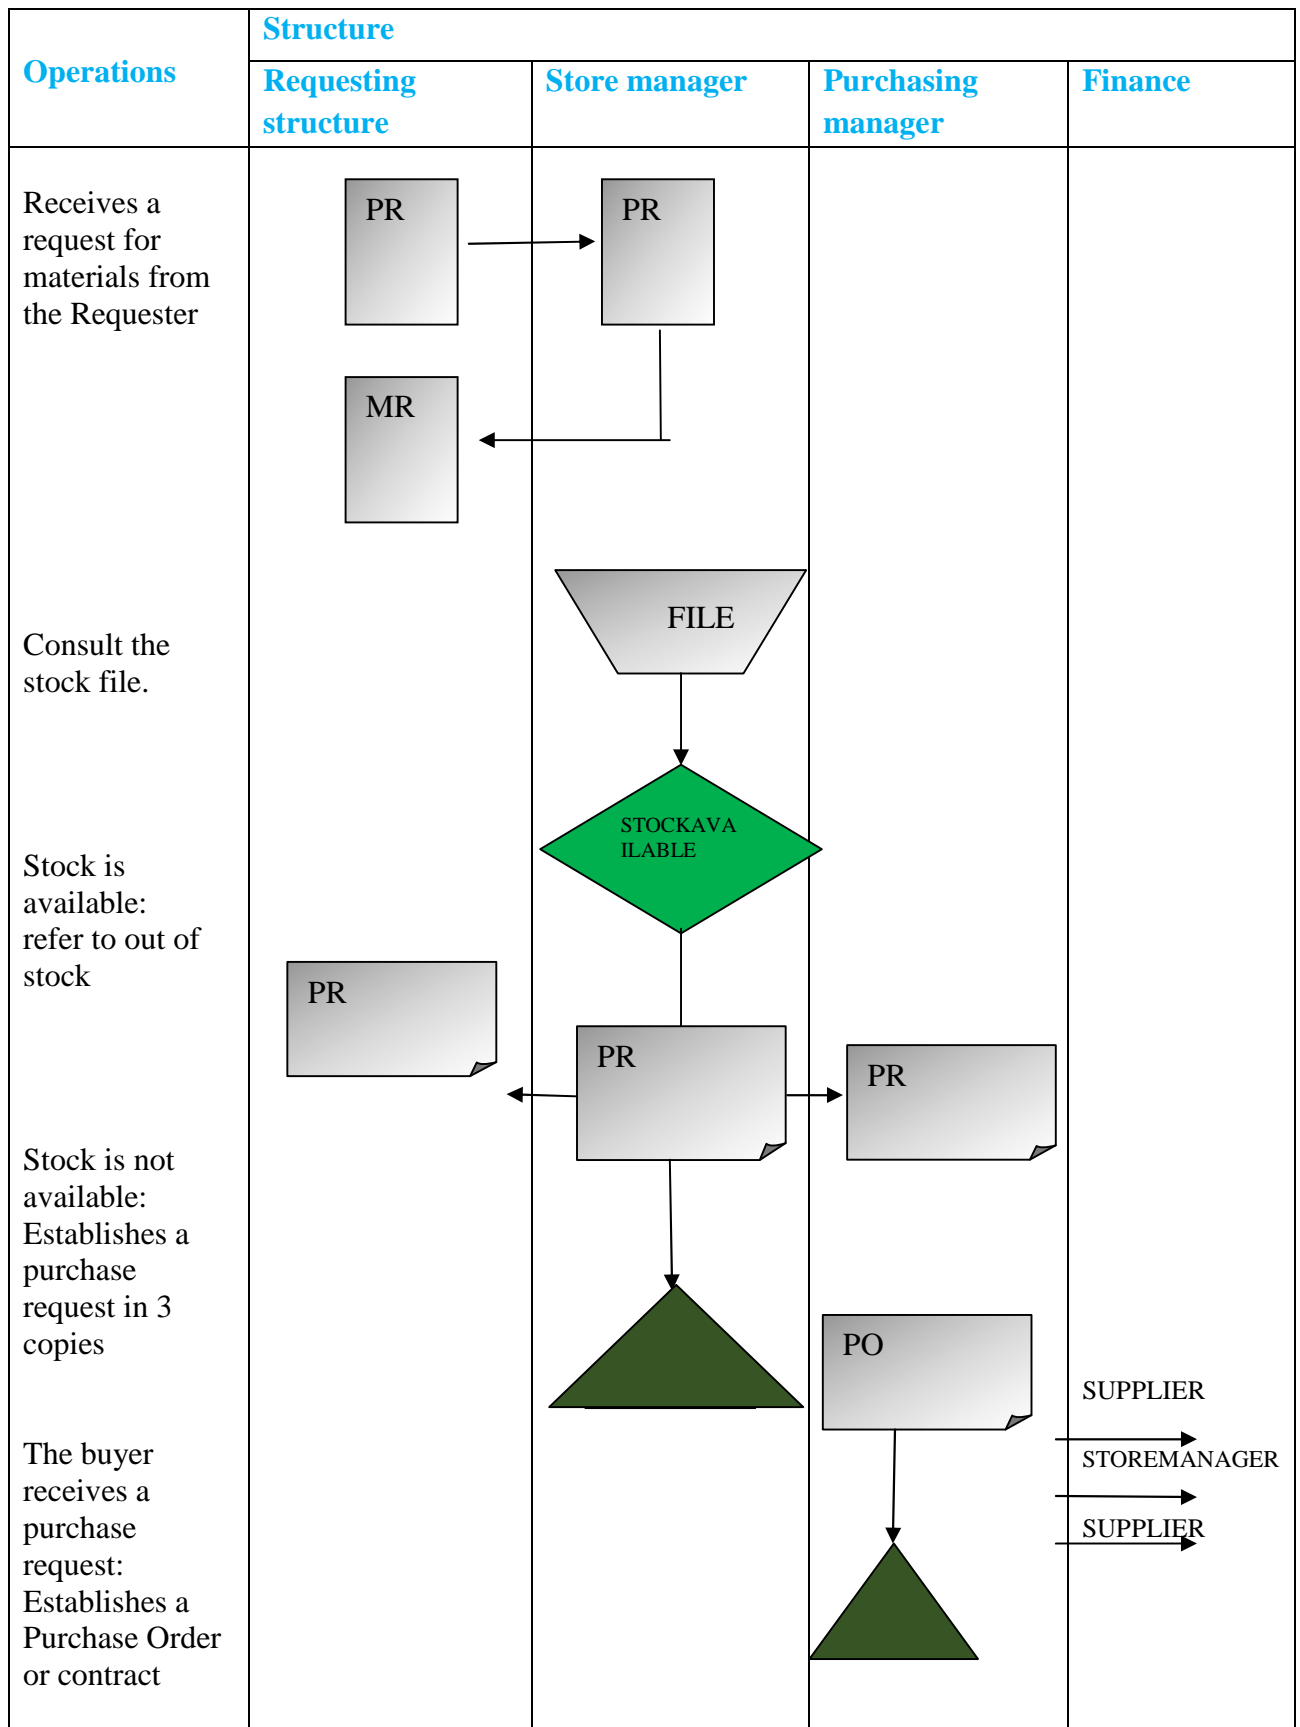 Operations
Structure
Requesting
structure
Store manager
Purchasing
manager
Finance
Receives a
request for
materials from
the Requester
PR
PR
MR
Consult the
stock file.
FILE
Stock is
available:
refer to out of
stock
STOCKAVA
ILABLE
PR
PR
PR
Stock is not
available:
Establishes a
purchase
request in 3
copies
PO
SUPPLIER
STOREMANAGER
SUPPLIER
The buyer
receives a
purchase
request:
Establishes a
Purchase Order
or contract